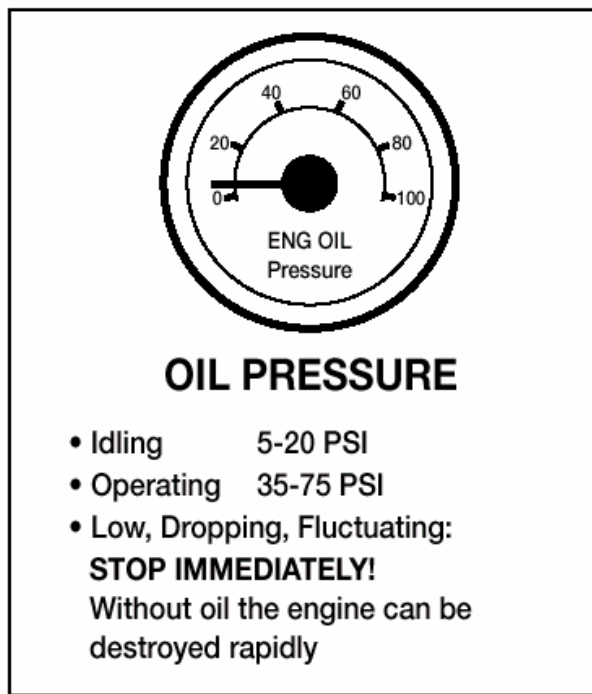 40 60
20 80
0 100
ENG OIL
Pressure
OIL PRESSURE
• Idling 5-20 PSI
• Operating 35-75 PSI
• Low, Dropping, Fluctuating:
STOP IMMEDIATELY!
Without oil the engine can be
destroyed rapidly